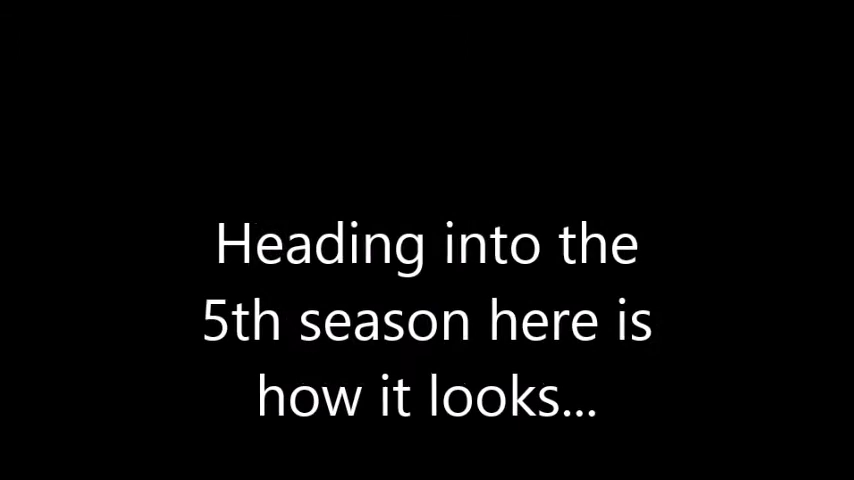 Heading into the
5th season here is
how it looks...